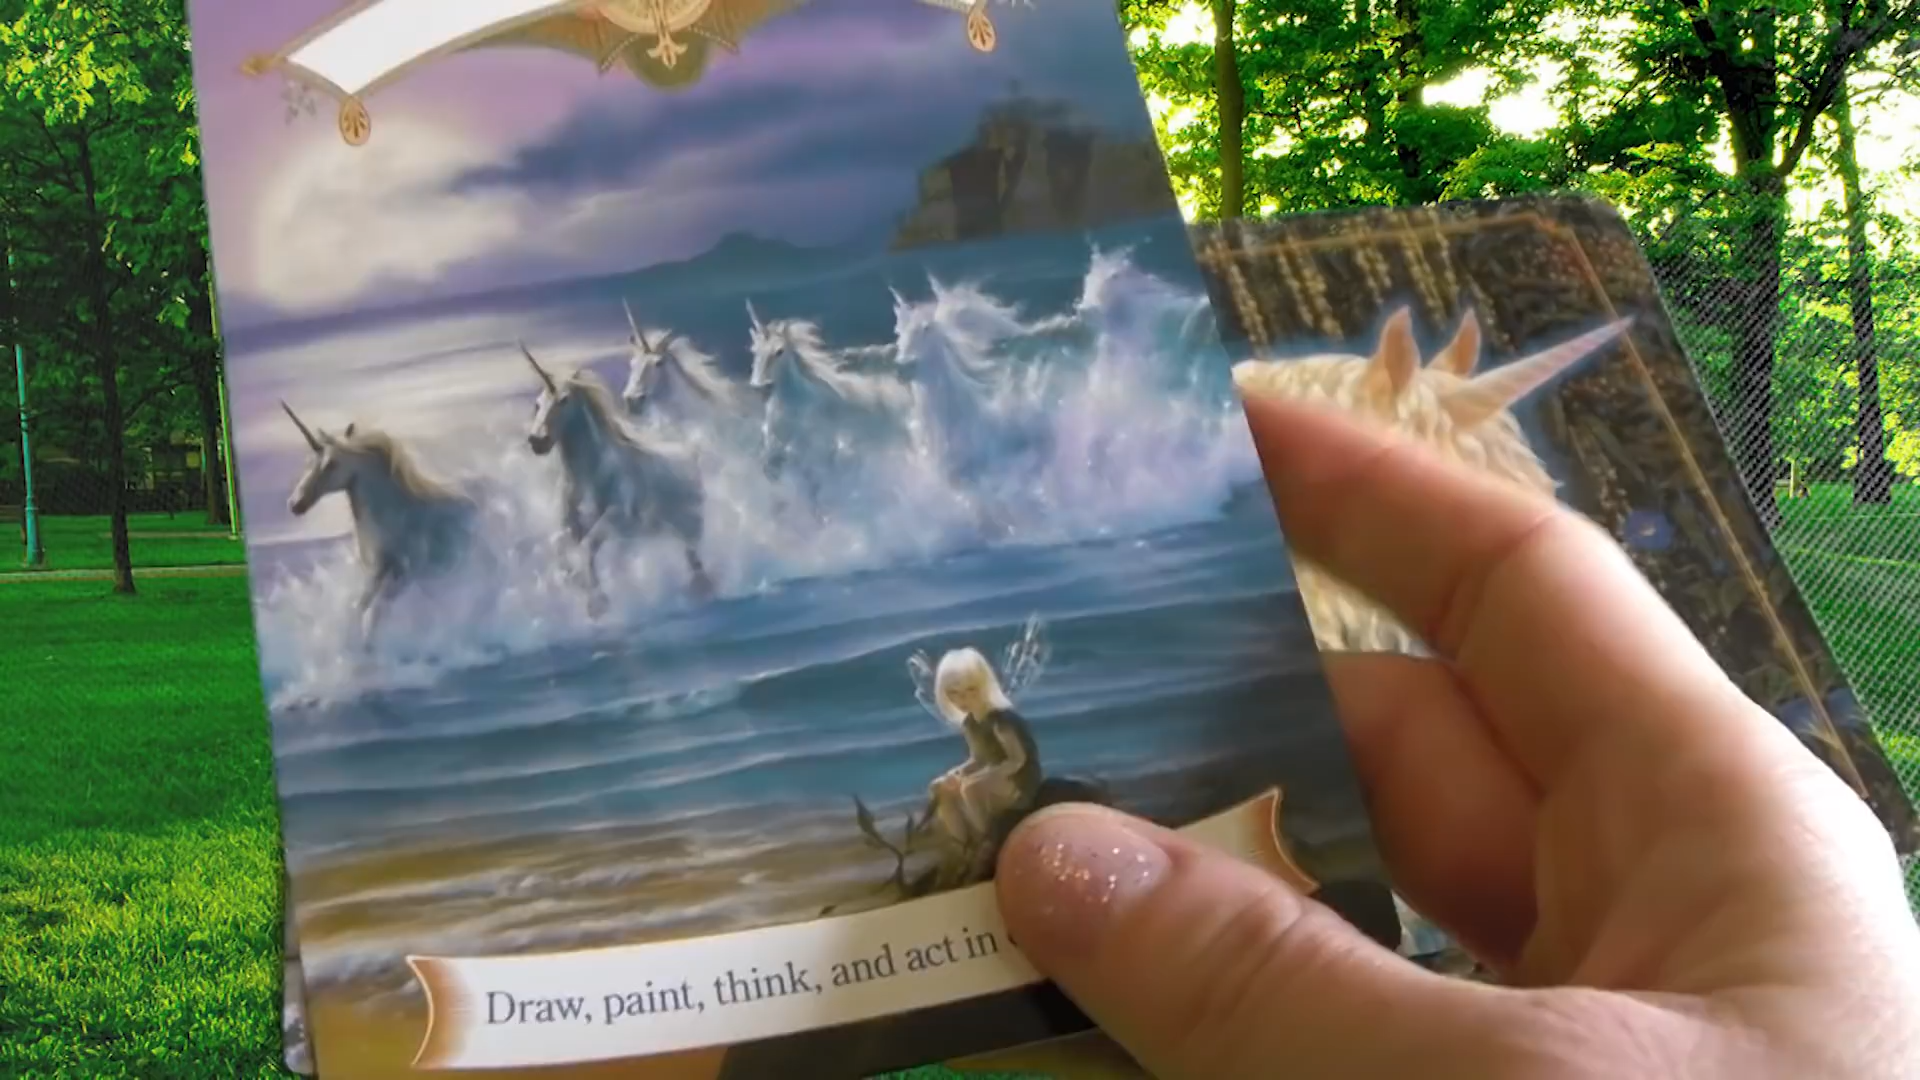 Draw, paint, think, and act in